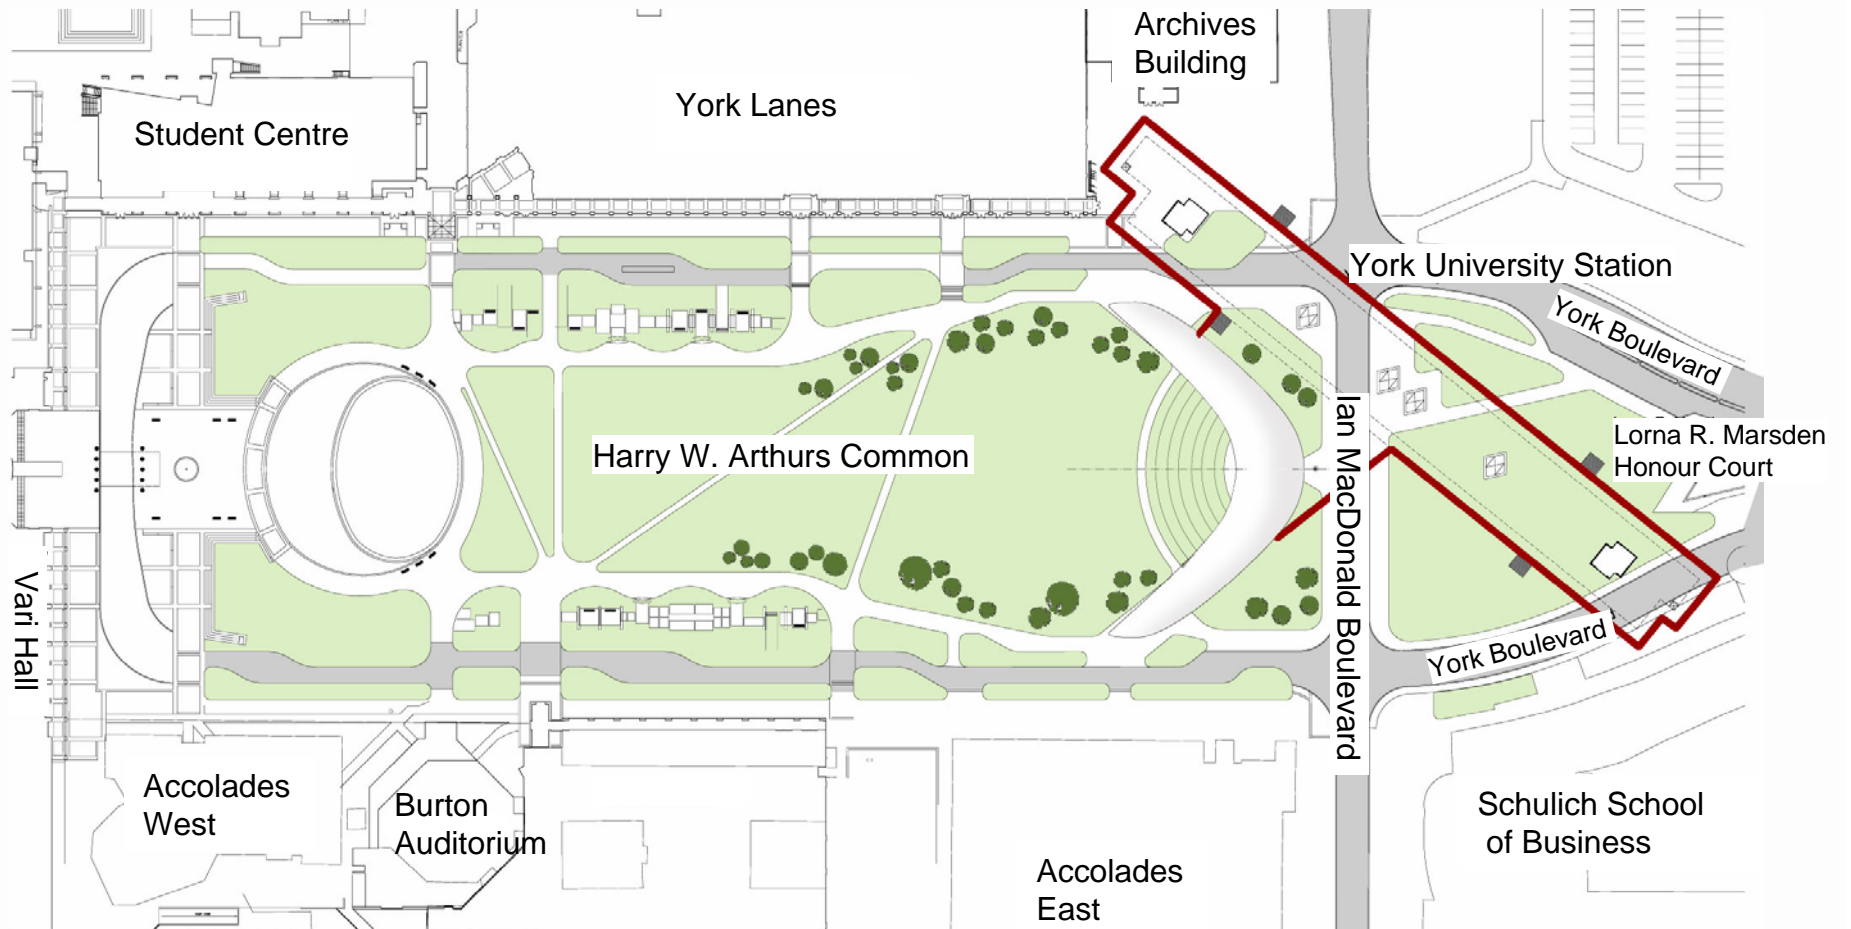 Archives
Building
York Lanes
Student Centre
York University Station
York Boulevard
Ian MacDonald Boulevard
Lorna R. Marsden
Honour Court
Harry W. Arthurs Common
Vari Hall
York Boulevard
Accolades
West
Burton
Auditorium
Schulich School
of Business
Accolades
East